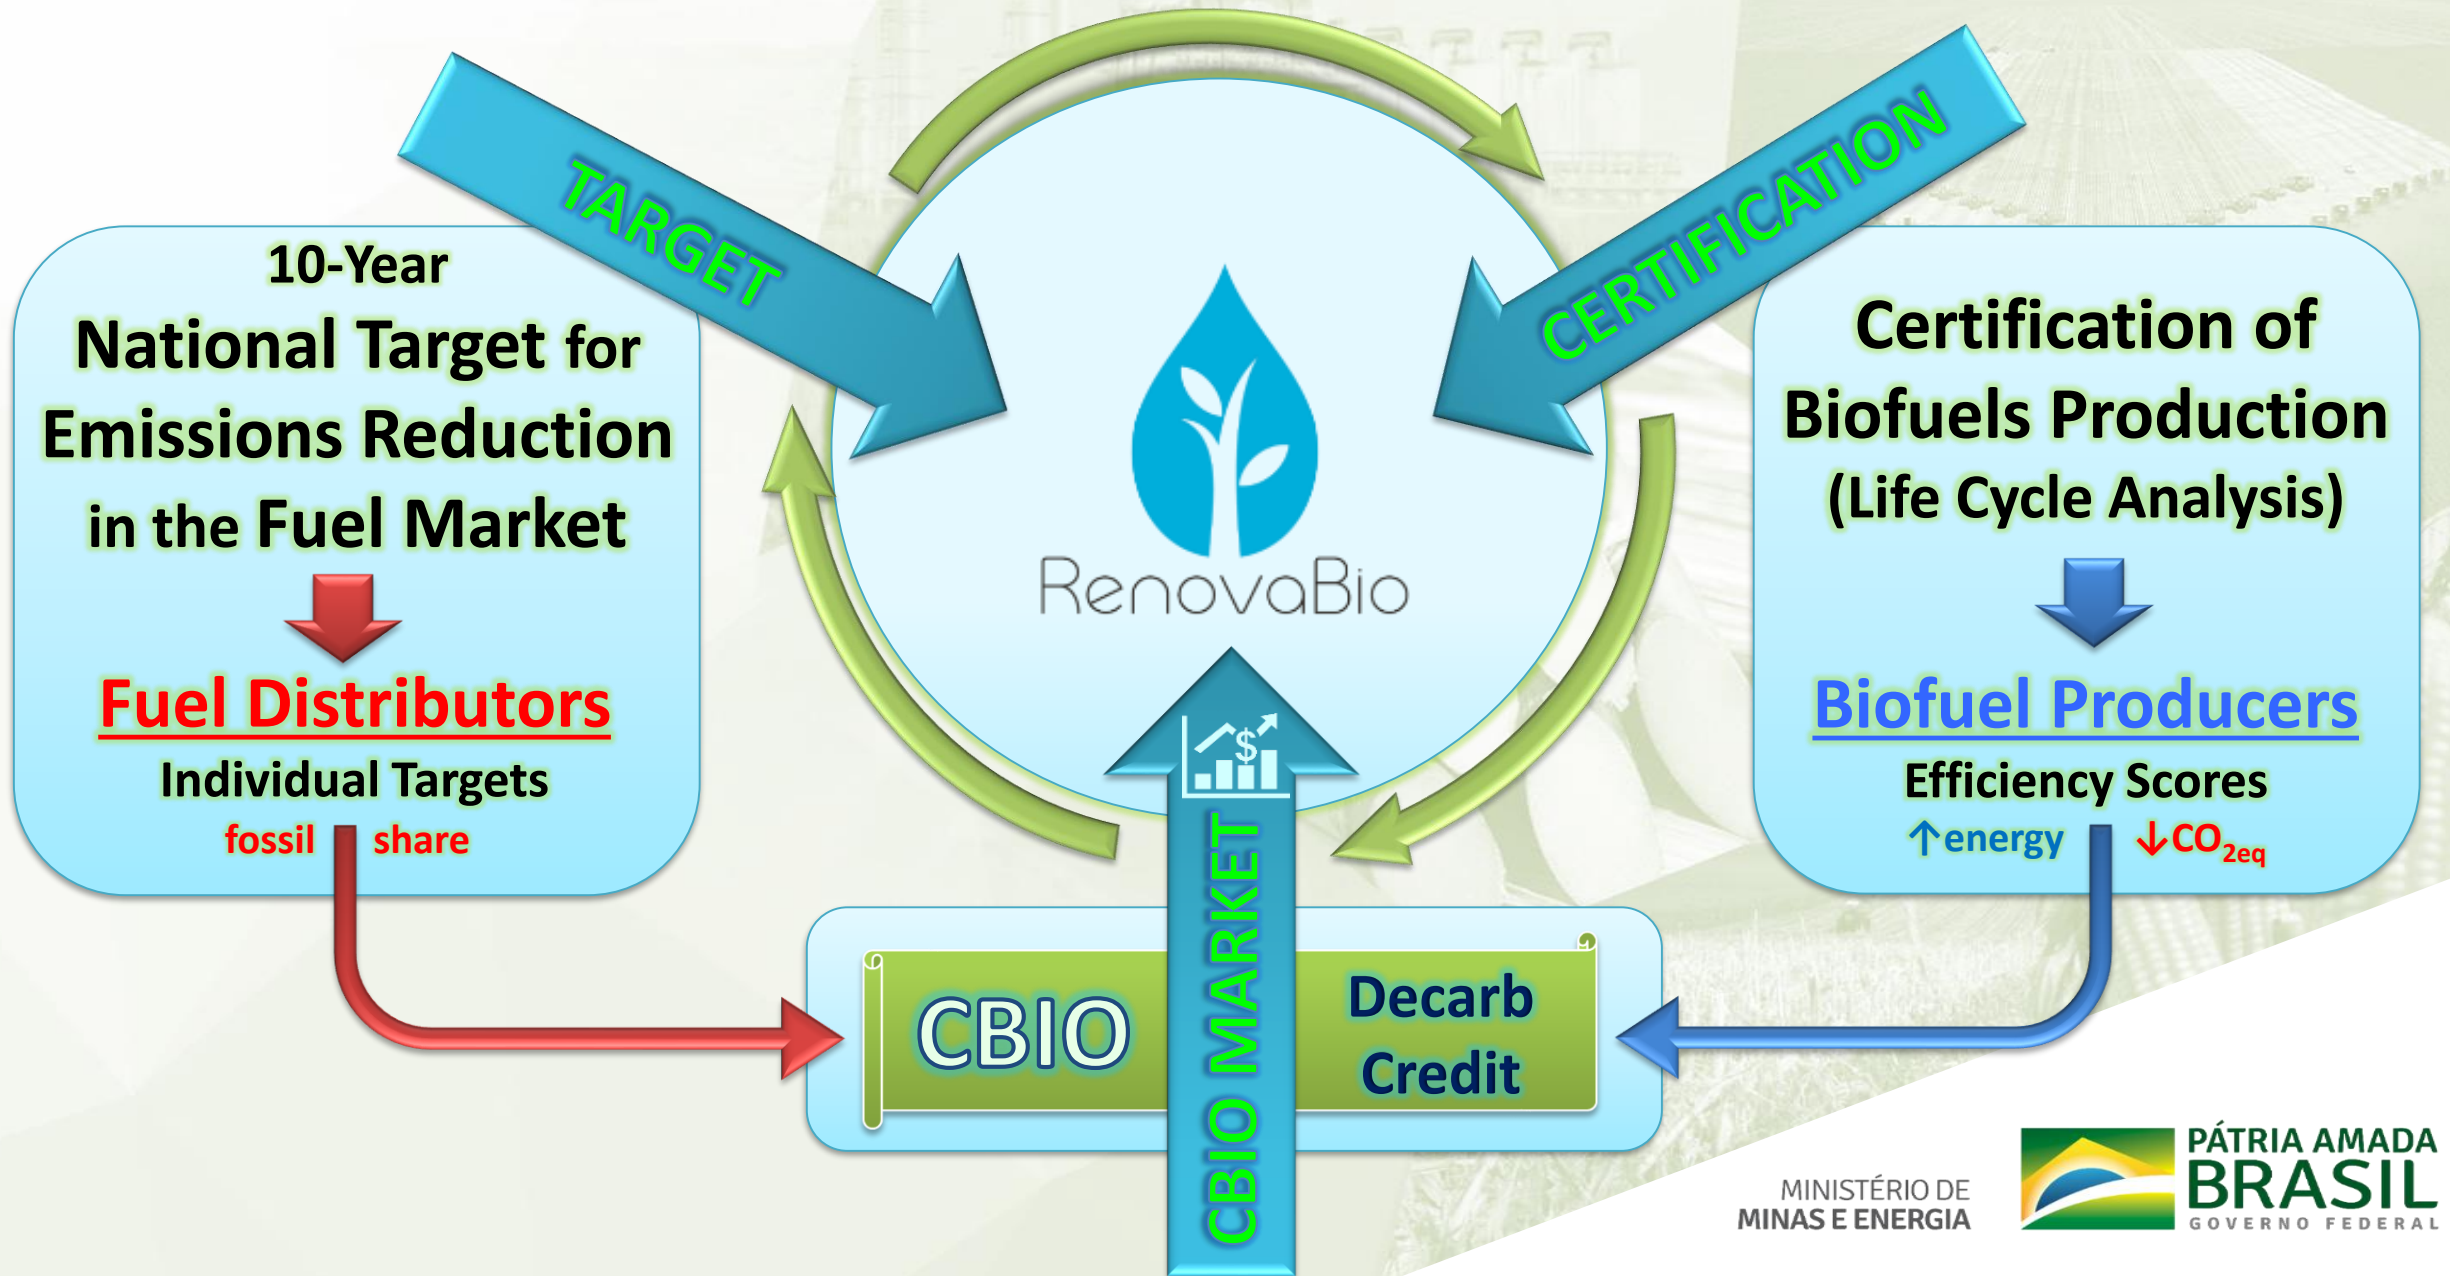 TARGET
CERTIFICATION
10-Year
National Target for
Emissions Reduction
in the Fuel Market
Fuel Distributors
Individual Targets
fossil share
RenovaBio
$
Certification of
Biofuels Production
(Life Cycle Analysis)
Biofuel Producers
Efficiency Scores
↑energy ↓CO2eq
CBIO
CBIO MARKET
Decarb
Credit
MINISTÉRIO DE
MINAS E ENERGIA
PÁTRIA AMADA
BRASIL
GOVERNO FEDERAL